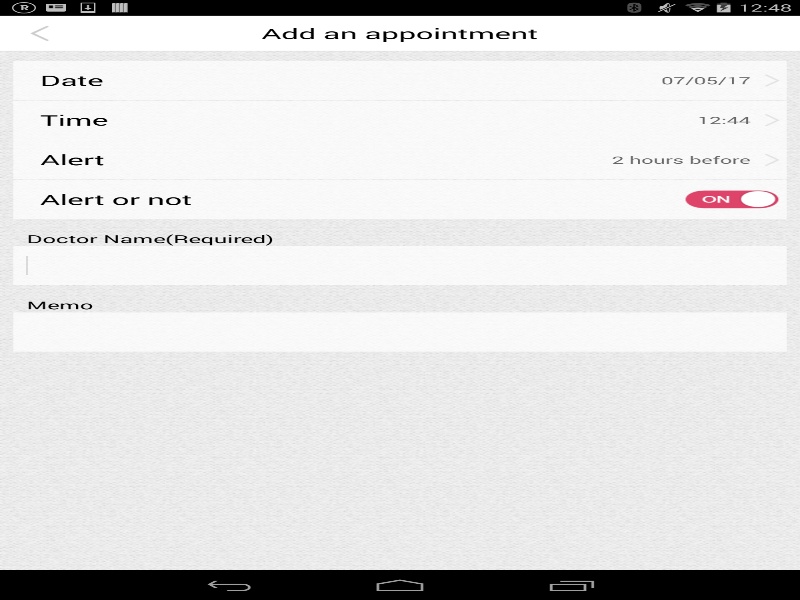 R 12:48
Add an appointment
Date 07/05/17
Time 12:44
Alert 2 hours before
Alert or not ON
Doctor Name(Required)
Memo